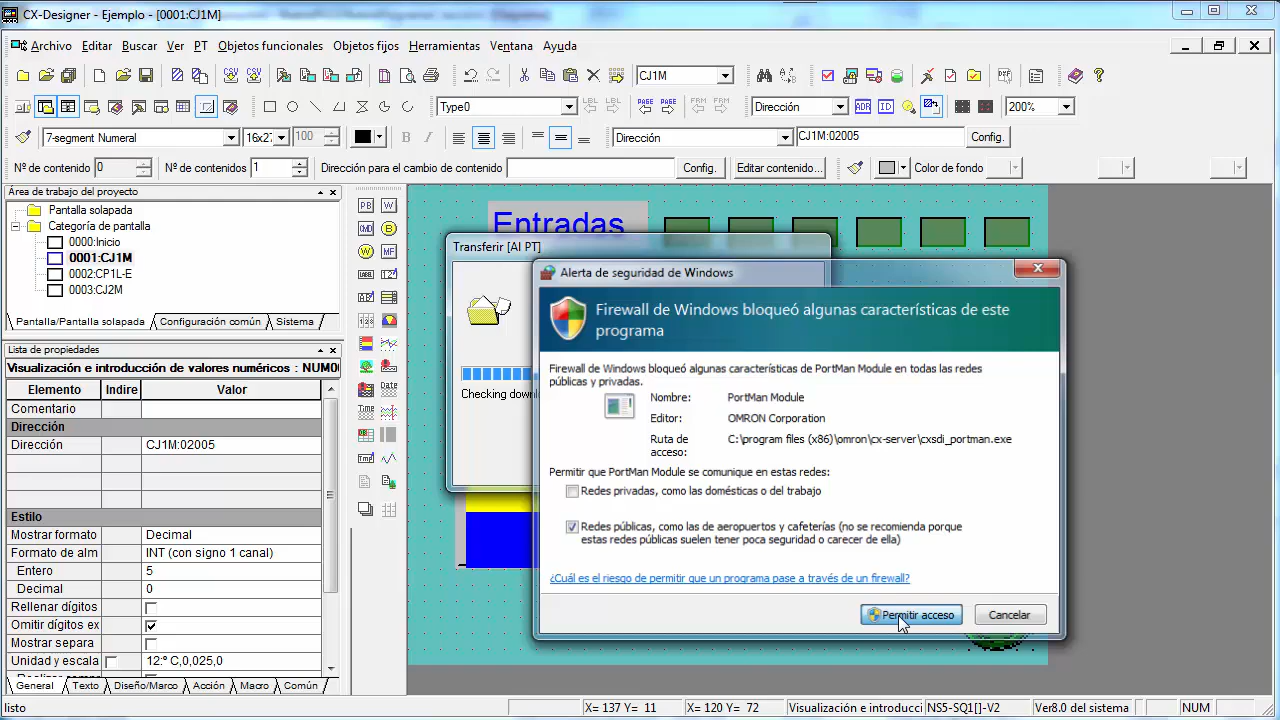 CX-Designer - Ejemplo - [0001:CJ1M]
Archivo Editar Buscar Ver PT Objetos funcionales Objetos fijos Herramientas Ventana Ayuda
CJ1M
Type0 Dirección 200%
7-segment Numeral 16x27 100 B I Dirección CJ1M:02005 Config.
Nº de contenido 0 Nº de contenidos 1 Dirección para el cambio de contenido Config. Editar contenido... Color de fondo
Área de trabajo del proyecto
Pantalla solapada
Categoría de pantalla
0000:Inicio
0001:CJ1M
0002:CP1L-E
0003:CJ2M
Pantalla/Pantalla solapada Configuración común Sistema
Lista de propiedades
Visualización e introducción de valores numéricos : NUM00
Elemento Indire Valor
Comentario
Dirección
Dirección CJ1M:02005
Estilo
Mostrar formato Decimal
Formato de alm INT (con signo 1 canal)
Entero 5
Decimal 0
Rellenar dígitos
Omitir dígitos ex
Mostrar separa
Unidad y escala 12:º C,0,025,0
General Texto Diseño/Marco Acción Macro Común
Entradas
Transferir [Al PT]
Checking down
Alerta de seguridad de Windows
Firewall de Windows bloqueó algunas características de este
programa
Firewall de Windows bloqueó algunas características de PortMan Module en todas las redes
públicas y privadas.
Nombre: PortMan Module
Editor: OMRON Corporation
Ruta de acceso: C:\program files (x86)\omron\cx-server\cxsdi_portman.exe
Permitir que PortMan Module se comunique en estas redes:
Redes privadas, como las domésticas o del trabajo
Redes públicas, como las de aeropuertos y cafeterías (no se recomienda porque
estas redes públicas suelen tener poca seguridad o carecer de ella)
¿Cuál es el riesgo de permitir que un programa pase a través de un firewall?
Permitir acceso Cancelar
listo X= 137 Y= 11 X= 120 Y= 72 Visualización e introducci NS5-SQ1[]-V2 Ver8.0 del sistema NUM